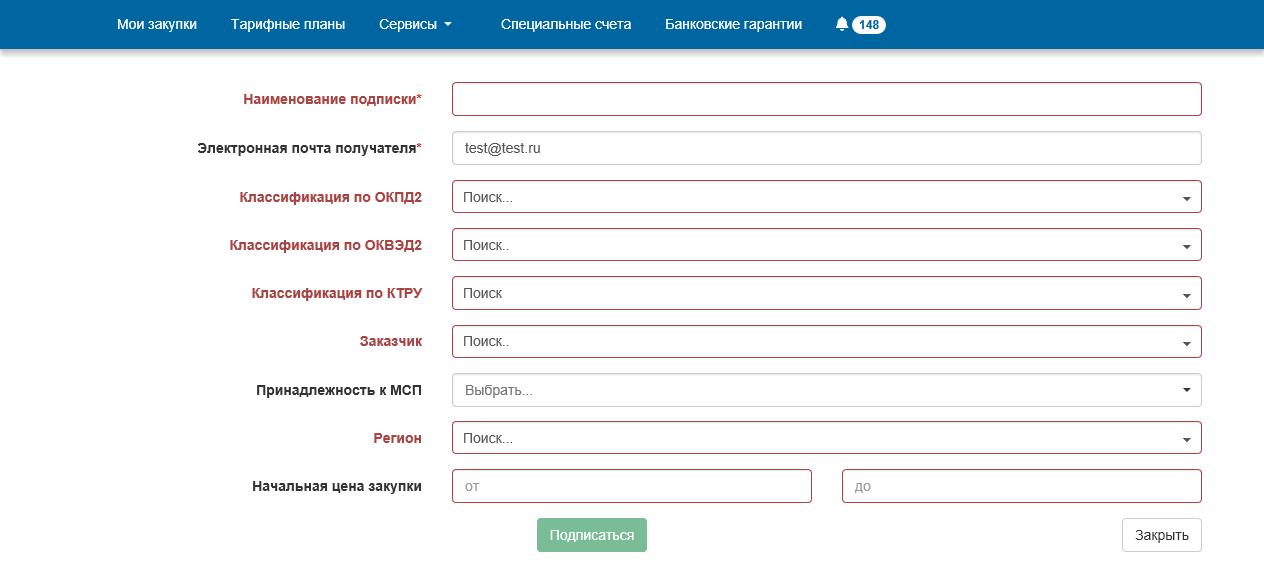 Мои закупки Тарифные планы Сервисы Специальные счета Банковские гарантии 148
Наименование подписки*
Электронная почта получателя* test@test.ru
Классификация по ОКПД2 Поиск...
Классификация по ОКВЭД2 Поиск..
Классификация по КТРУ Поиск
Заказчик Поиск..
Принадлежность к МСП Выбрать...
Регион Поиск...
Начальная цена закупки от до
Подписаться Закрыть